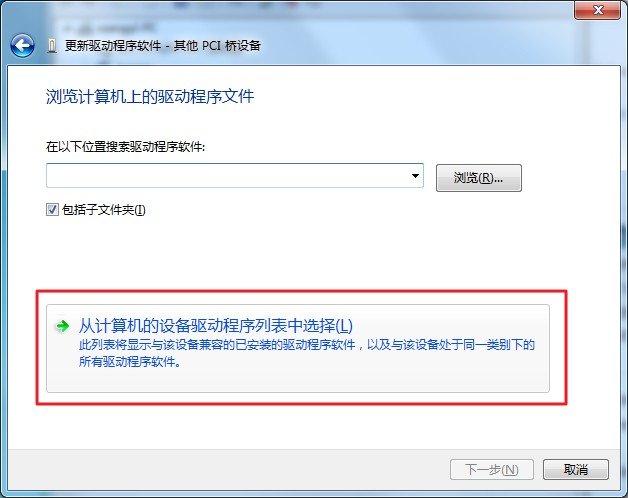 更新驱动程序软件 - 其他 PCI 桥设备
浏览计算机上的驱动程序文件
在以下位置搜索驱动程序软件:
浏览(R)...
包括子文件夹(I)
从计算机的设备驱动程序列表中选择(L)
此列表将显示与该设备兼容的已安装的驱动程序软件，以及与该设备处于同一类别下的
所有驱动程序软件。
下一步(N)
取消